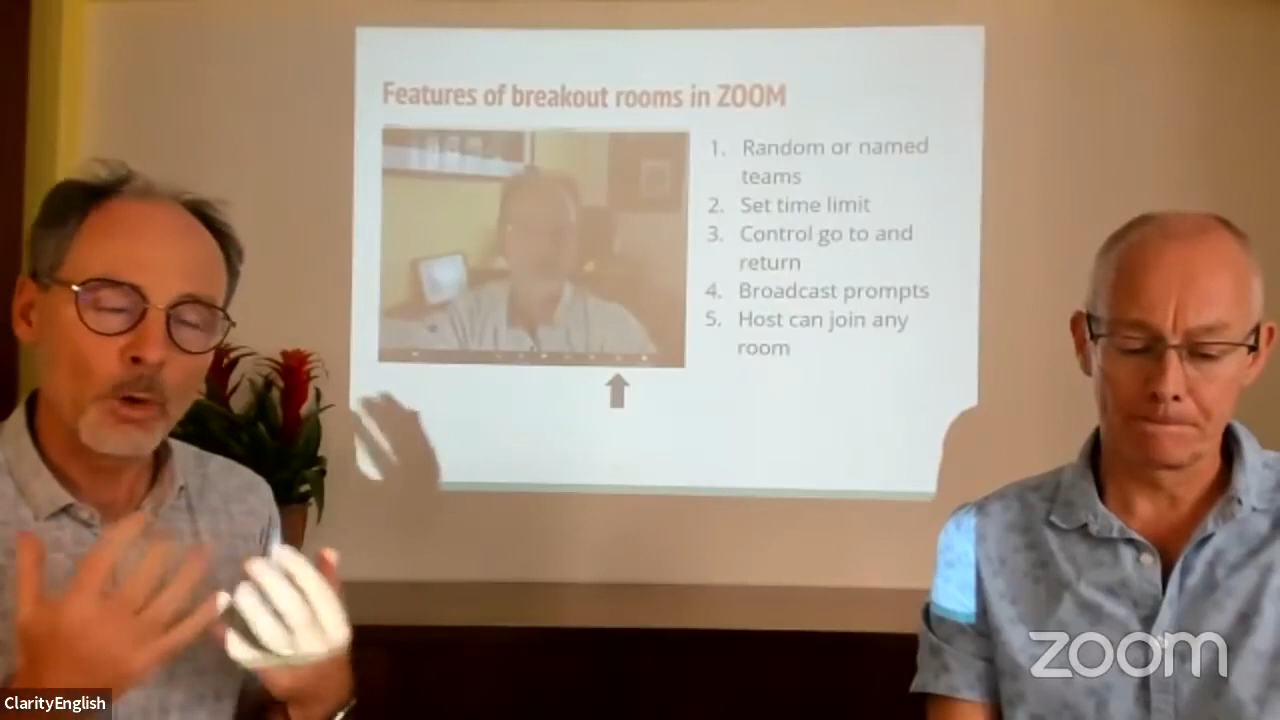 Features of breakout rooms in ZOOM
1. Random or named
teams
2. Set time limit
3. Control go to and
return
4. Broadcast prompts
5. Host can join any
room
zoom
ClarityEnglish